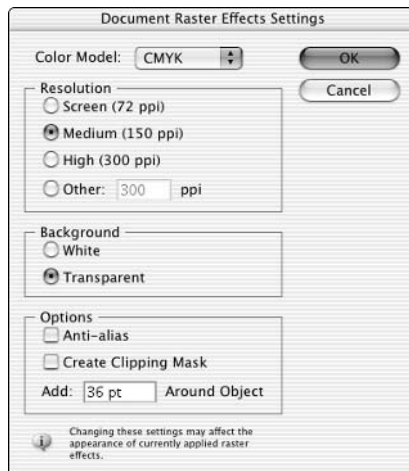 Document Raster Effects Settings
Color Model: CMYK
OK
Cancel
Resolution
Screen (72 ppi)
Medium (150 ppi)
High (300 ppi)
Other: 300 ppi
Background
White
Transparent
Options
Anti-alias
Create Clipping Mask
Add: 36 pt Around Object
Changing these settings may affect the
appearance of currently applied raster
effects.